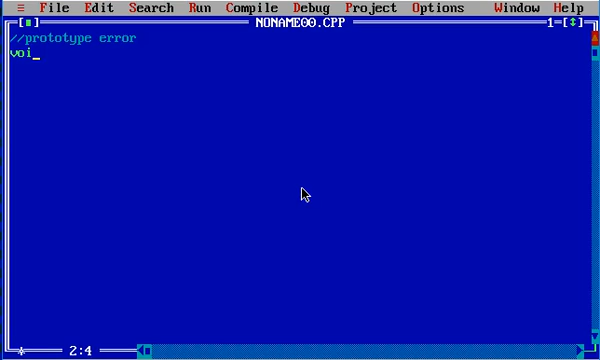 ≡ File Edit Search Run Compile Debug Project Options Window Help
[■] NONAME00.CPP 1=[↕]
//prototype error
voi_
* 2:4